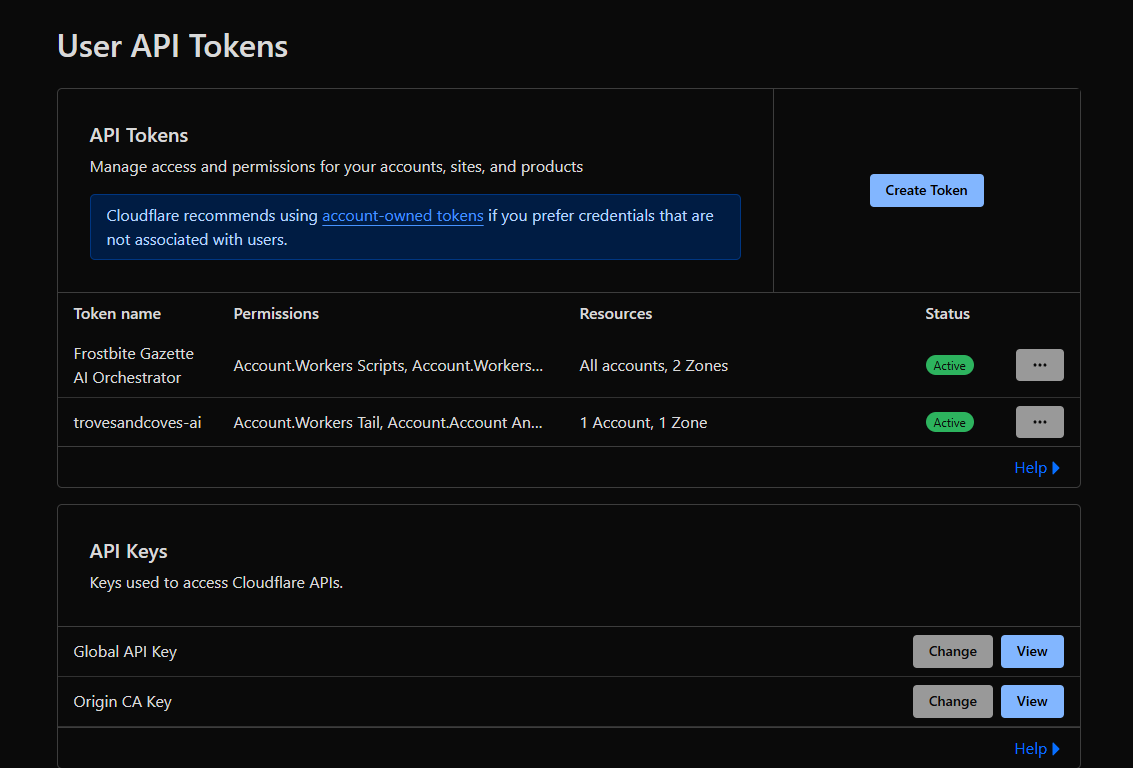 User API Tokens
API Tokens
Manage access and permissions for your accounts, sites, and products
Create Token
Cloudflare recommends using account-owned tokens if you prefer credentials that are
not associated with users.
Token name Permissions Resources Status
Frostbite Gazette
AI Orchestrator
Account.Workers Scripts, Account.Workers... All accounts, 2 Zones Active ...
trovesandcoves-ai Account.Workers Tail, Account.Account An... 1 Account, 1 Zone Active ...
Help
API Keys
Keys used to access Cloudflare APIs.
Global API Key Change View
Origin CA Key Change View
Help